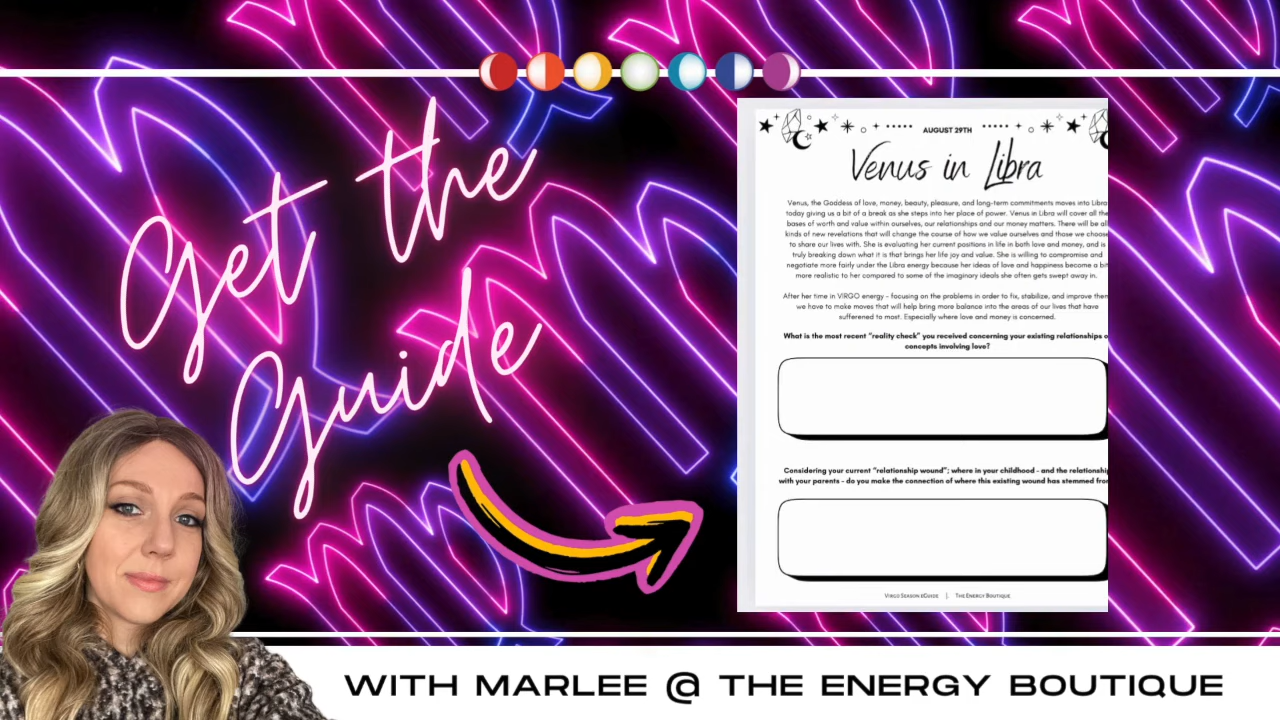 Get the
Guide
AUGUST 29TH
Venus in Libra
Venus, the Goddess of love, money, beauty, pleasure, and long-term commitments moves into Libra
today giving us a bit of a break as she steps into her place of power. Venus in Libra will cover all the
bases of worth and value within ourselves, our relationships and our money matters. There will be all
kinds of new revelations that will change the course of how we value ourselves and those we choose
to share our lives with. She is evaluating her current positions in life in both love and money, and is
truly breaking down what it is that brings her life joy and value. She is willing to compromise and
negotiate more fairly under the Libra energy because her ideas of love and happiness become a bit
more realistic to her compared to some of the imaginary ideals she often gets swept away in.
After her time in VIRGO energy - focusing on the problems in order to fix, stabilize, and improve them
we have to make moves that will help bring more balance into the areas of our lives that have
sufferened to most. Especially where love and money is concerned.
What is the most recent "reality check" you received concerning your existing relationships o
concepts involving love?
Considering your current "relationship wound"; where in your childhood - and the relationship
with your parents - do you make the connection of where this existing wound has stemmed from
VIRGO SEASON EGUIDE | THE ENERGY BOUTIQUE
WITH MARLEE @ THE ENERGY BOUTIQUE